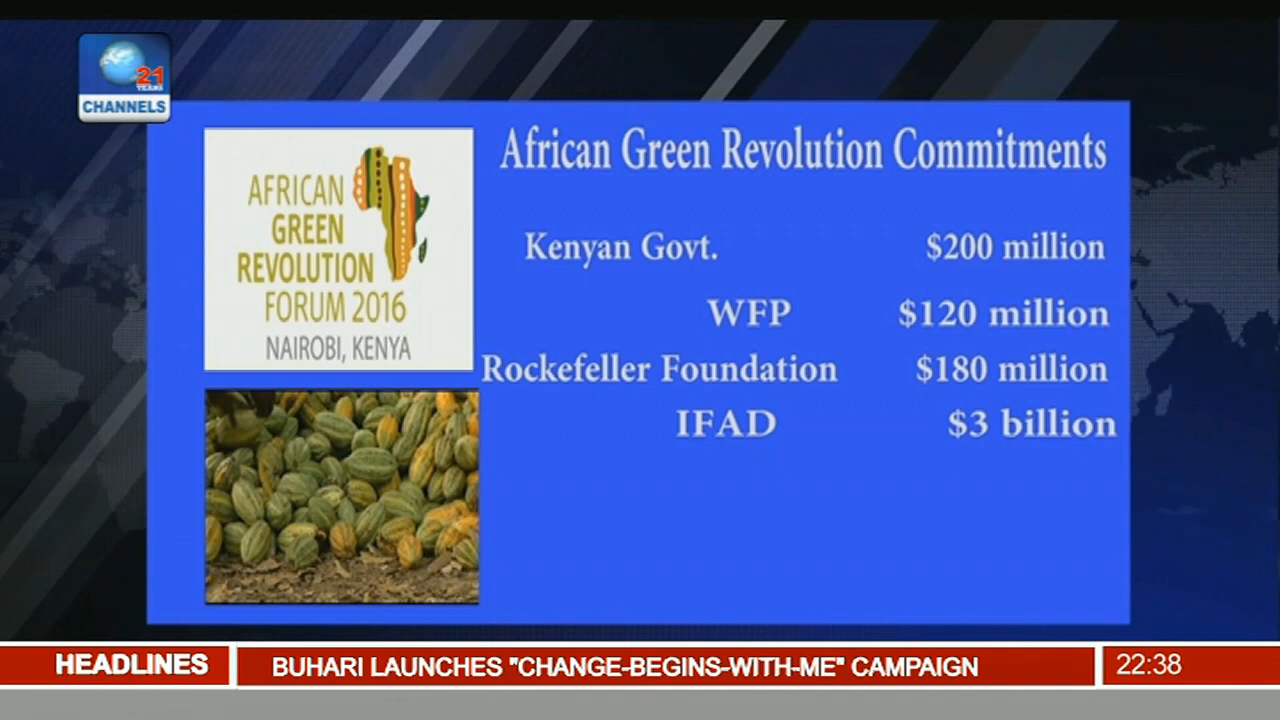 21
YEARS
CHANNELS
AFRICAN
GREEN
REVOLUTION
FORUM 2016
NAIROBI, KENYA
African Green Revolution Commitments
Kenyan Govt. $200 million
WFP $120 million
Rockefeller Foundation $180 million
IFAD $3 billion
HEADLINES BUHARI LAUNCHES "CHANGE-BEGINS-WITH-ME" CAMPAIGN 22:38